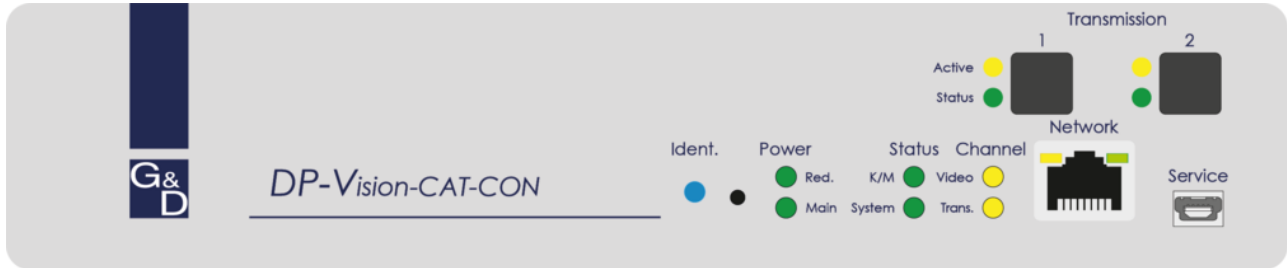 Transmission
1 2
Active
Status
Network
Ident. Power Status Channel
G&D
DP-Vision-CAT-CON
Red. K/M Video
Main System Trans.
Service